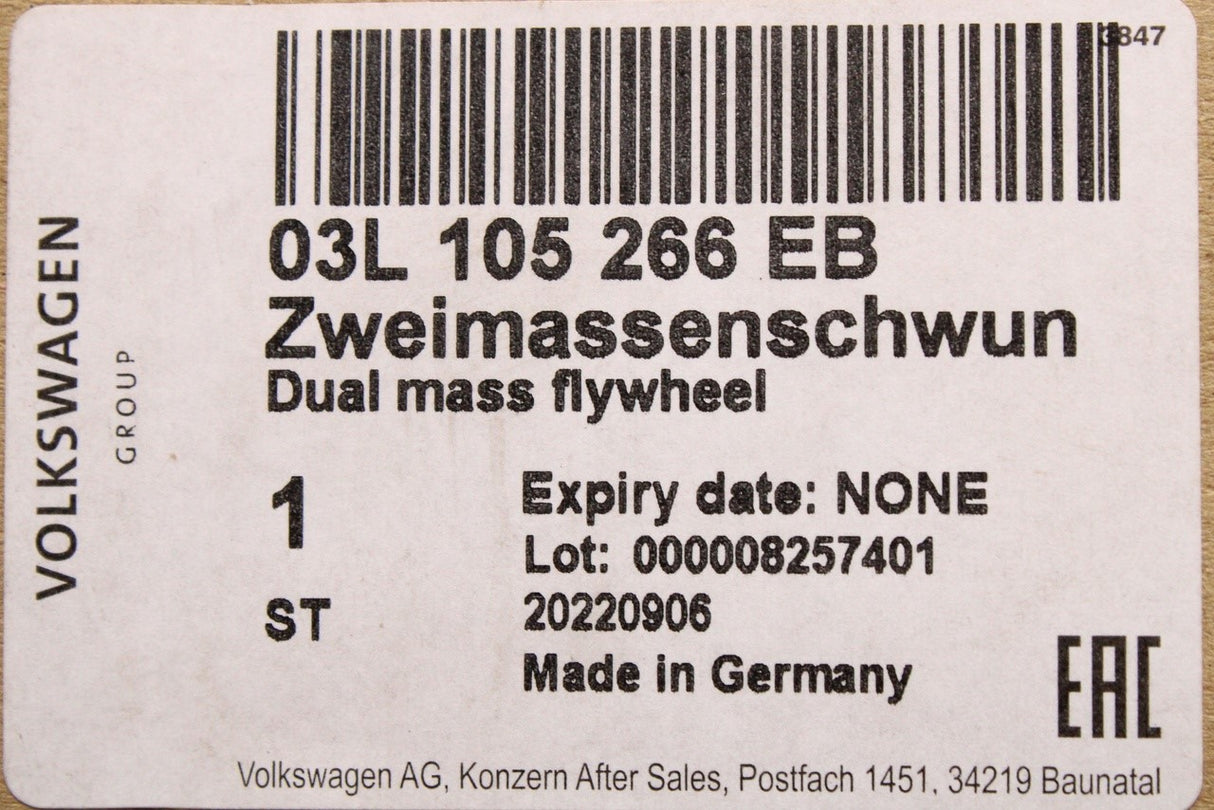 3847
03L 105 266 EB
Zweimassenschwun
Dual mass flywheel
VOLKSWAGEN
GROUP
1
ST
Expiry date: NONE
Lot: 000008257401
20220906
Made in Germany
EAC
Volkswagen AG, Konzern After Sales, Postfach 1451, 34219 Baunatal